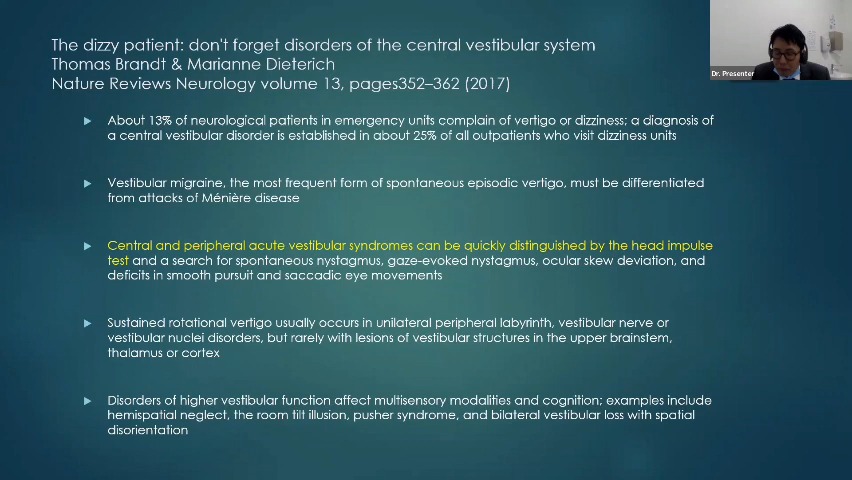 The dizzy patient: don't forget disorders of the central vestibular system
Thomas Brandt & Marianne Dieterich
Nature Reviews Neurology volume 13, pages352–362 (2017)
Dr. Presenter
About 13% of neurological patients in emergency units complain of vertigo or dizziness; a diagnosis of
a central vestibular disorder is established in about 25% of all outpatients who visit dizziness units
Vestibular migraine, the most frequent form of spontaneous episodic vertigo, must be differentiated
from attacks of Ménière disease
Central and peripheral acute vestibular syndromes can be quickly distinguished by the head impulse
test and a search for spontaneous nystagmus, gaze-evoked nystagmus, ocular skew deviation, and
deficits in smooth pursuit and saccadic eye movements
Sustained rotational vertigo usually occurs in unilateral peripheral labyrinth, vestibular nerve or
vestibular nuclei disorders, but rarely with lesions of vestibular structures in the upper brainstem,
thalamus or cortex
Disorders of higher vestibular function affect multisensory modalities and cognition; examples include
hemispatial neglect, the room tilt illusion, pusher syndrome, and bilateral vestibular loss with spatial
disorientation